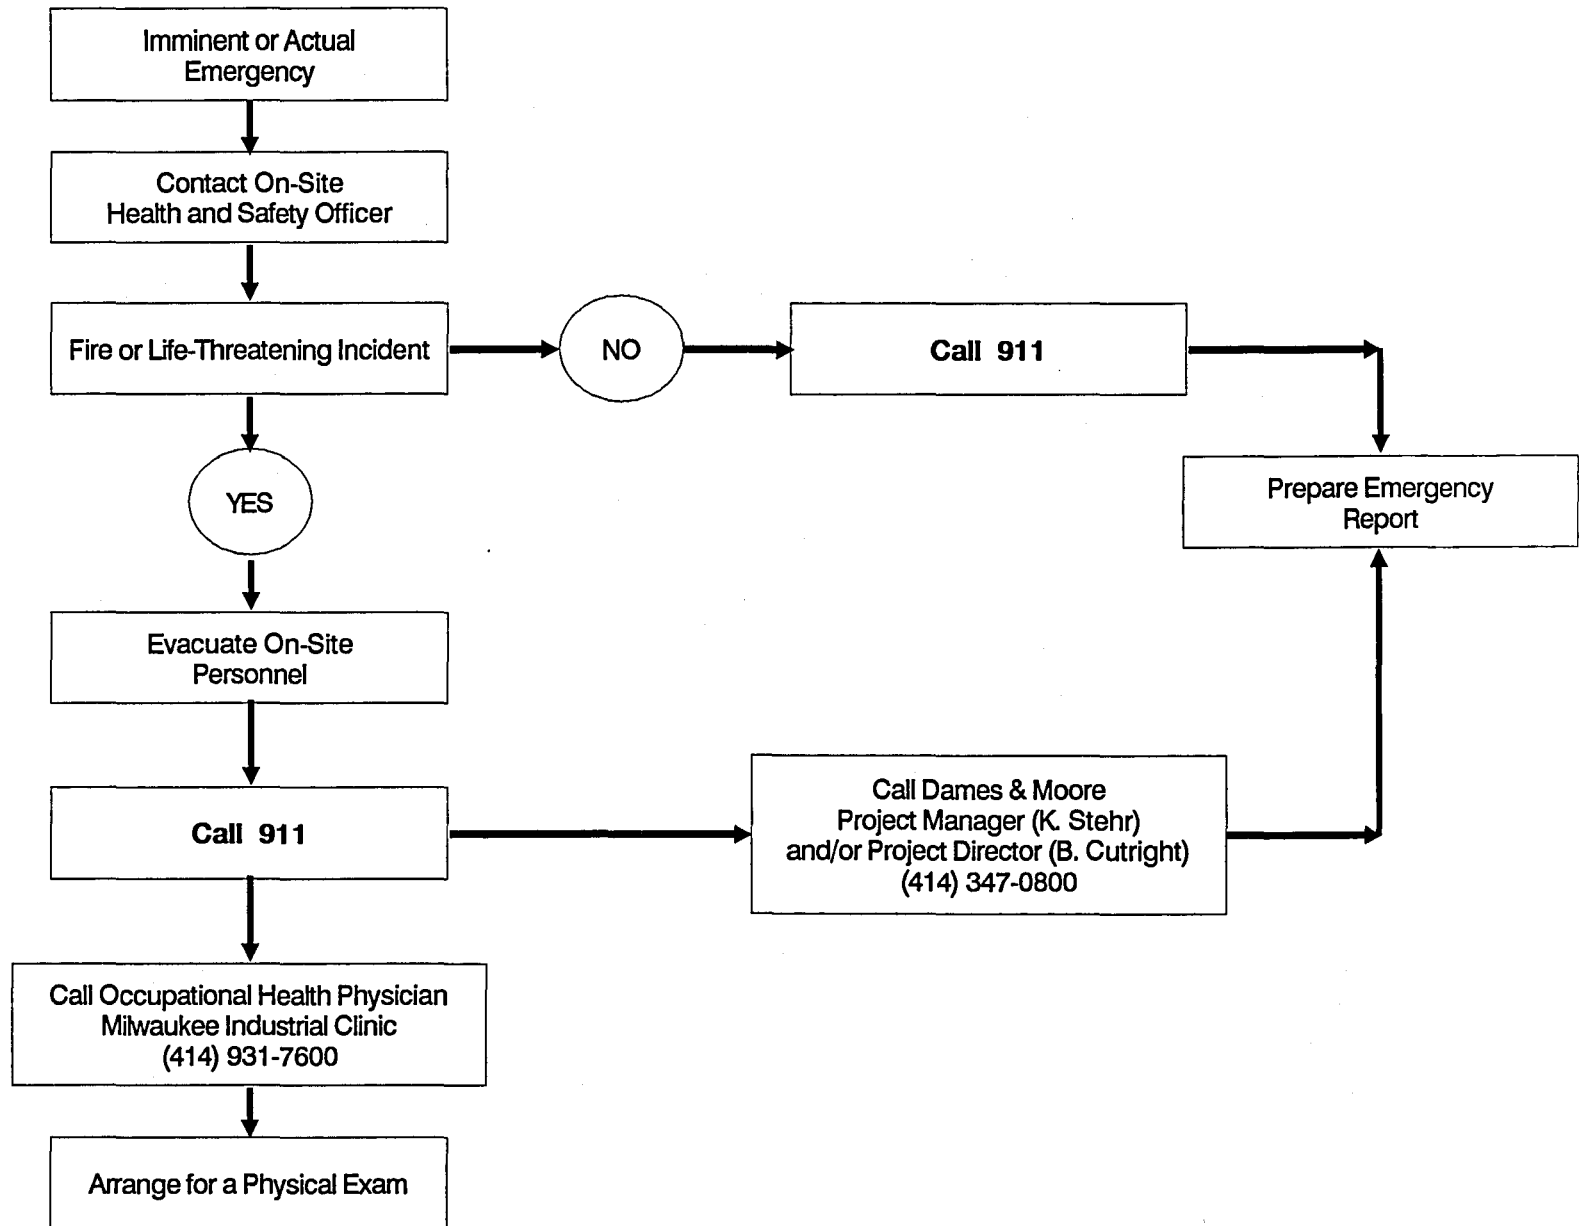 Imminent or Actual
Emergency
Contact On-Site
Health and Safety Officer
Fire or Life-Threatening Incident
NO
Call 911
YES
Prepare Emergency
Report
Evacuate On-Site
Personnel
Call 911
Call Dames & Moore
Project Manager (K. Stehr)
and/or Project Director (B. Cutright)
(414) 347-0800
Call Occupational Health Physician
Milwaukee Industrial Clinic
(414) 931-7600
Arrange for a Physical Exam